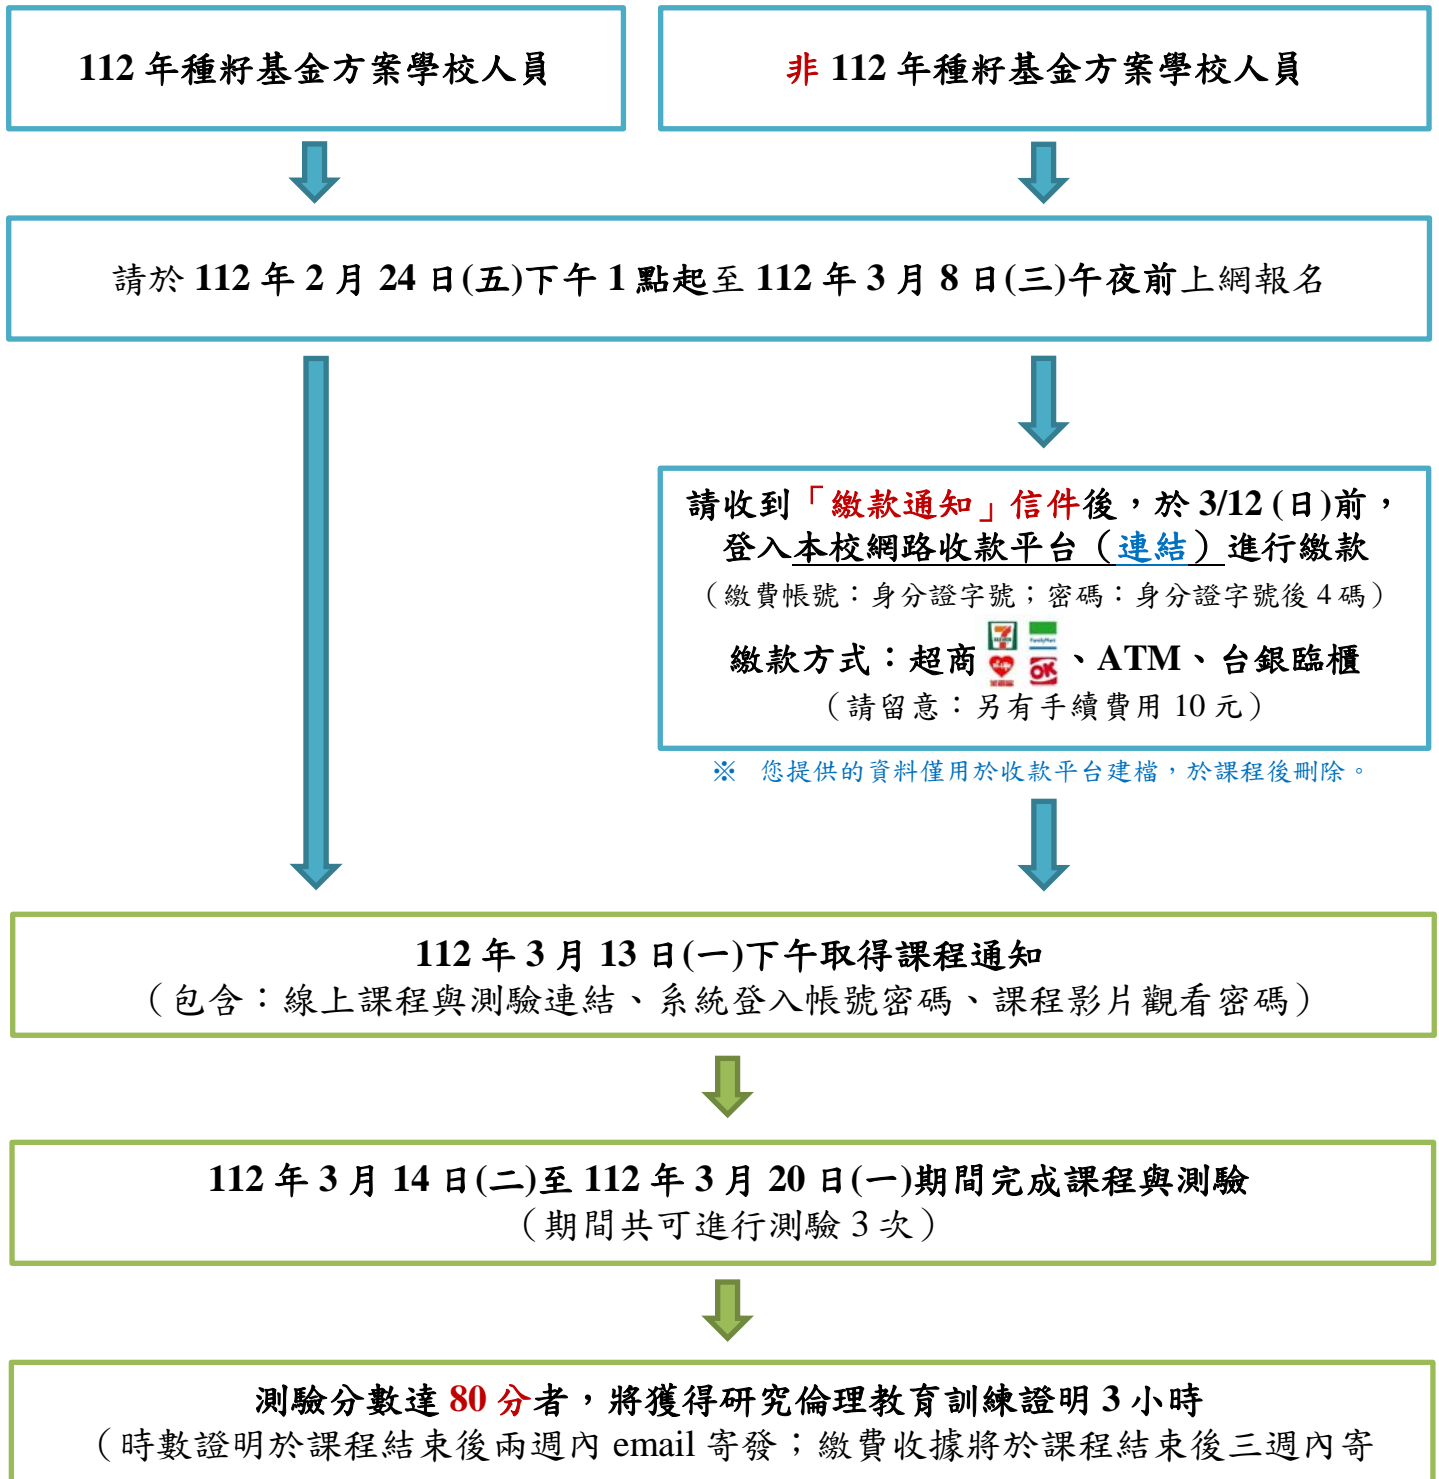 112 年種籽基金方案學校人員
非 112 年種籽基金方案學校人員
請於 112 年 2 月 24 日(五)下午 1 點起至 112 年 3 月 8 日(三)午夜前上網報名
請收到「繳款通知」信件後，於 3/12 (日)前，
登入本校網路收款平台（連結）進行繳款
（繳費帳號：身分證字號；密碼：身分證字號後 4 碼）
繳款方式：超商 7 FamilyMart OK 、ATM、台銀臨櫃
（請留意：另有手續費用 10 元）
※ 您提供的資料僅用於收款平台建檔，於課程後刪除。
112 年 3 月 13 日(一)下午取得課程通知
（包含：線上課程與測驗連結、系統登入帳號密碼、課程影片觀看密碼）
112 年 3 月 14 日(二)至 112 年 3 月 20 日(一)期間完成課程與測驗
（期間共可進行測驗 3 次）
測驗分數達 80 分者，將獲得研究倫理教育訓練證明 3 小時
（時數證明於課程結束後兩週內 email 寄發；繳費收據將於課程結束後三週內寄